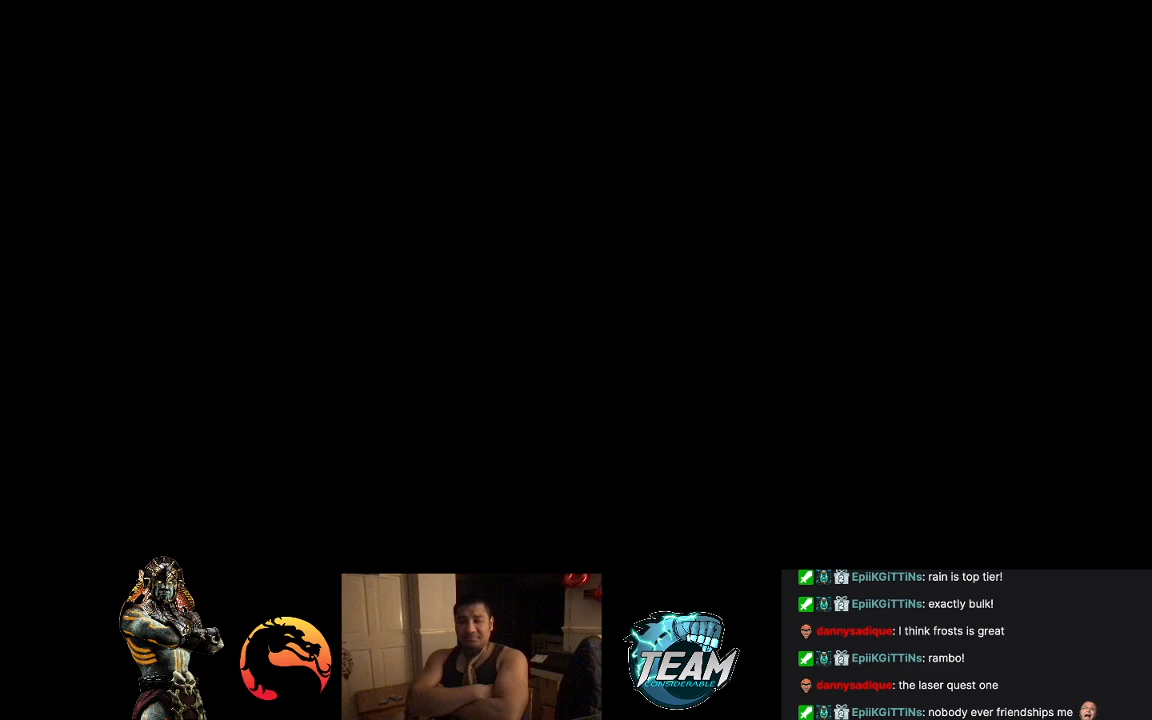 EpiiKGiTTiNs: rain is top tier!
EpiiKGiTTiNs: exactly bulk!
dannysadique: I think frosts is great
EpiiKGiTTiNs: rambo!
dannysadique: the laser quest one
EpiiKGiTTiNs: nobody ever friendships me
TEAM
CONSIDERABLE